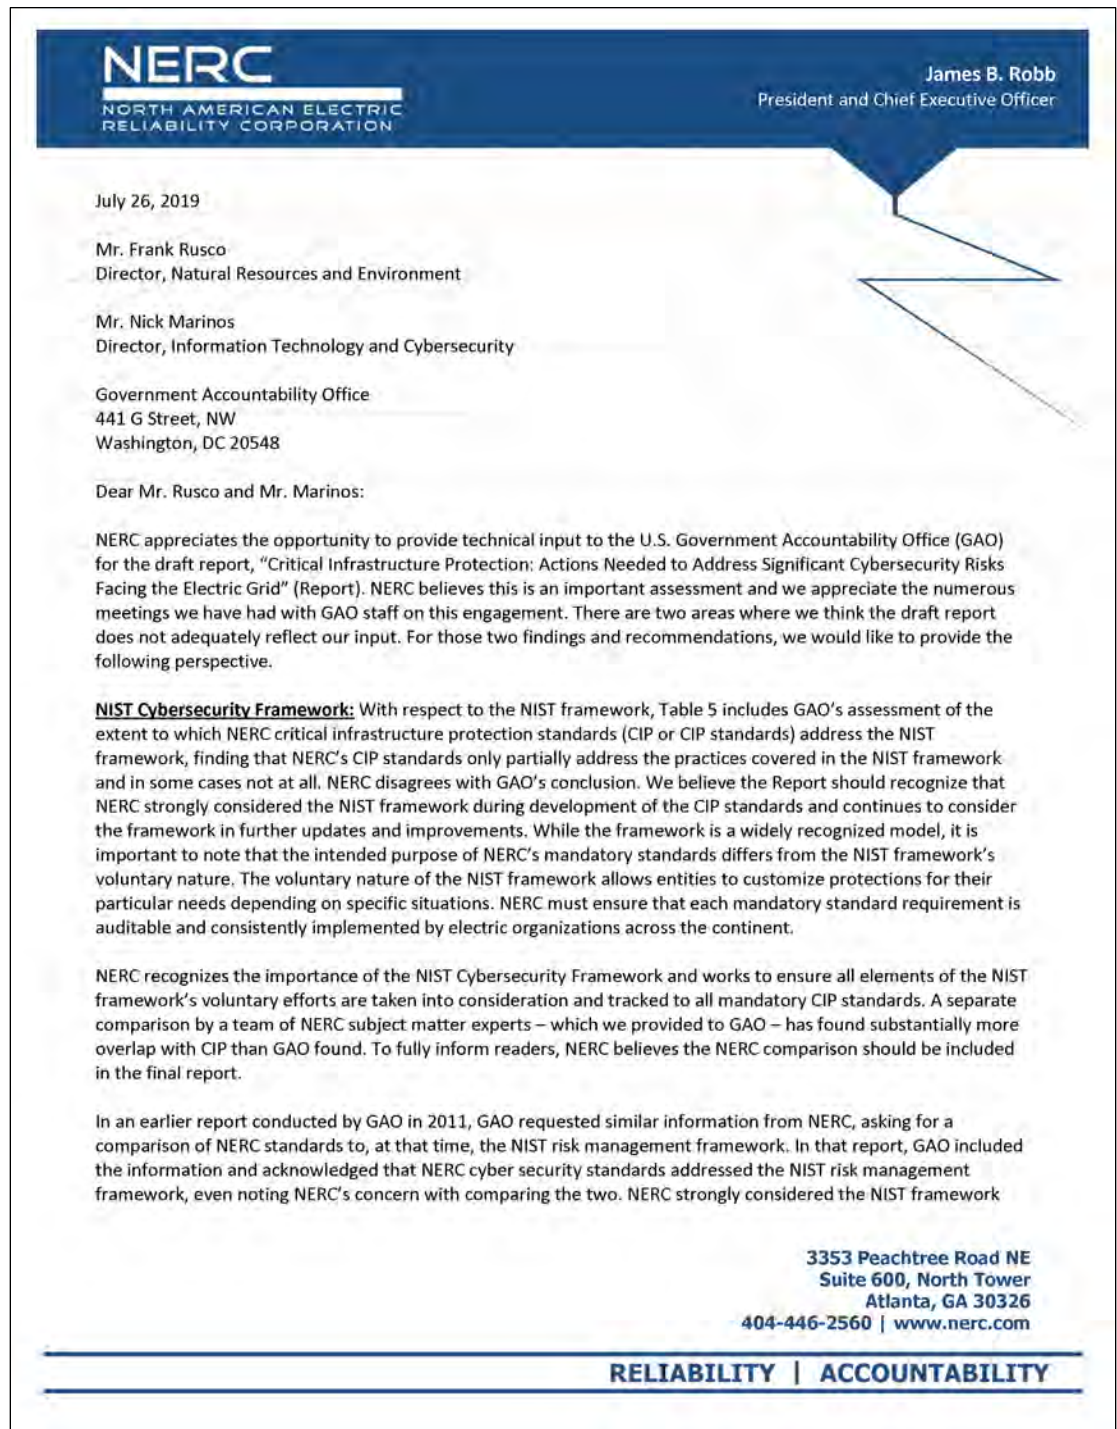 NERC
NORTH AMERICAN ELECTRIC
RELIABILITY CORPORATION
James B. Robb
President and Chief Executive Officer
July 26, 2019
Mr. Frank Rusco
Director, Natural Resources and Environment
Mr. Nick Marinos
Director, Information Technology and Cybersecurity
Government Accountability Office
441 G Street, NW
Washington, DC 20548
Dear Mr. Rusco and Mr. Marinos:
NERC appreciates the opportunity to provide technical input to the U.S. Government Accountability Office (GAO)
for the draft report, “Critical Infrastructure Protection: Actions Needed to Address Significant Cybersecurity Risks
Facing the Electric Grid” (Report). NERC believes this is an important assessment and we appreciate the numerous
meetings we have had with GAO staff on this engagement. There are two areas where we think the draft report
does not adequately reflect our input. For those two findings and recommendations, we would like to provide the
following perspective.
NIST Cybersecurity Framework: With respect to the NIST framework, Table 5 includes GAO’s assessment of the
extent to which NERC critical infrastructure protection standards (CIP or CIP standards) address the NIST
framework, finding that NERC’s CIP standards only partially address the practices covered in the NIST framework
and in some cases not at all. NERC disagrees with GAO’s conclusion. We believe the Report should recognize that
NERC strongly considered the NIST framework during development of the CIP standards and continues to consider
the framework in further updates and improvements. While the framework is a widely recognized model, it is
important to note that the intended purpose of NERC’s mandatory standards differs from the NIST framework’s
voluntary nature. The voluntary nature of the NIST framework allows entities to customize protections for their
particular needs depending on specific situations. NERC must ensure that each mandatory standard requirement is
auditable and consistently implemented by electric organizations across the continent.
NERC recognizes the importance of the NIST Cybersecurity Framework and works to ensure all elements of the NIST
framework’s voluntary efforts are taken into consideration and tracked to all mandatory CIP standards. A separate
comparison by a team of NERC subject matter experts – which we provided to GAO – has found substantially more
overlap with CIP than GAO found. To fully inform readers, NERC believes the NERC comparison should be included
in the final report.
In an earlier report conducted by GAO in 2011, GAO requested similar information from NERC, asking for a
comparison of NERC standards to, at that time, the NIST risk management framework. In that report, GAO included
the information and acknowledged that NERC cyber security standards addressed the NIST risk management
framework, even noting NERC’s concern with comparing the two. NERC strongly considered the NIST framework
3353 Peachtree Road NE
Suite 600, North Tower
Atlanta, GA 30326
404-446-2560 | www.nerc.com
RELIABILITY | ACCOUNTABILITY